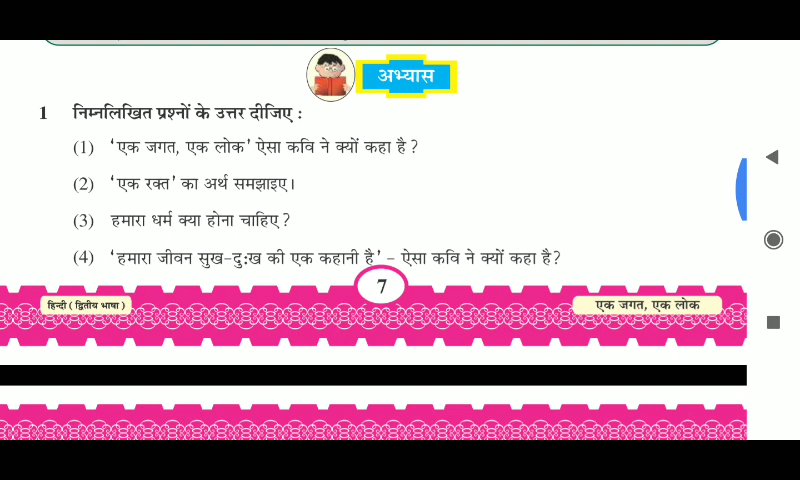 अभ्यास
1 निम्नलिखित प्रश्नों के उत्तर दीजिए :
(1) ‘एक जगत, एक लोक’ ऐसा कवि ने क्यों कहा है ?
(2) ‘एक रक्त’ का अर्थ समझाइए।
(3) हमारा धर्म क्या होना चाहिए ?
(4) ‘हमारा जीवन सुख-दुःख की एक कहानी है’ – ऐसा कवि ने क्यों कहा है?
हिन्दी ( द्वितीय भाषा )
7
एक जगत, एक लोक